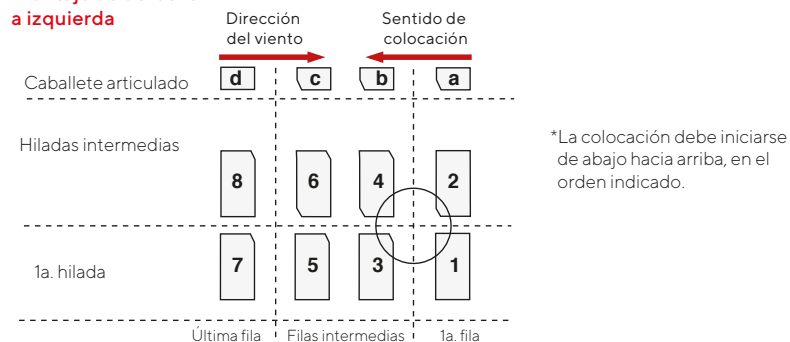 a izquierda
Dirección
del viento
Sentido de
colocación
Caballete articulado
d
c
b
a
Hiladas intermedias
8
6
4
2
*La colocación debe iniciarse
de abajo hacia arriba, en el
orden indicado.
1a. hilada
7
5
3
1
Última fila
Filas intermedias
1a. fila